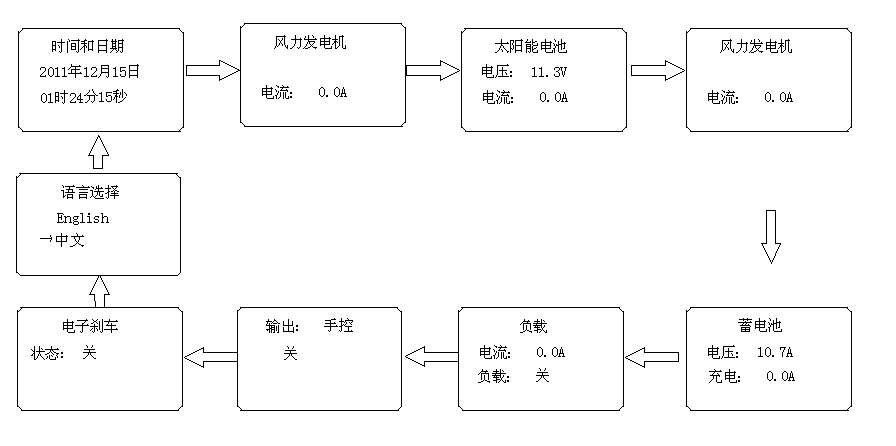 时间和日期
2011年12月15日
01时24分15秒
风力发电机
电流: 0.0A
太阳能电池
电压: 11.3V
电流: 0.0A
风力发电机
电流: 0.0A
蓄电池
电压: 10.7A
充电: 0.0A
负载
电流: 0.0A
负载: 关
输出: 手控
关
电子刹车
状态: 关
语言选择
English
→中文